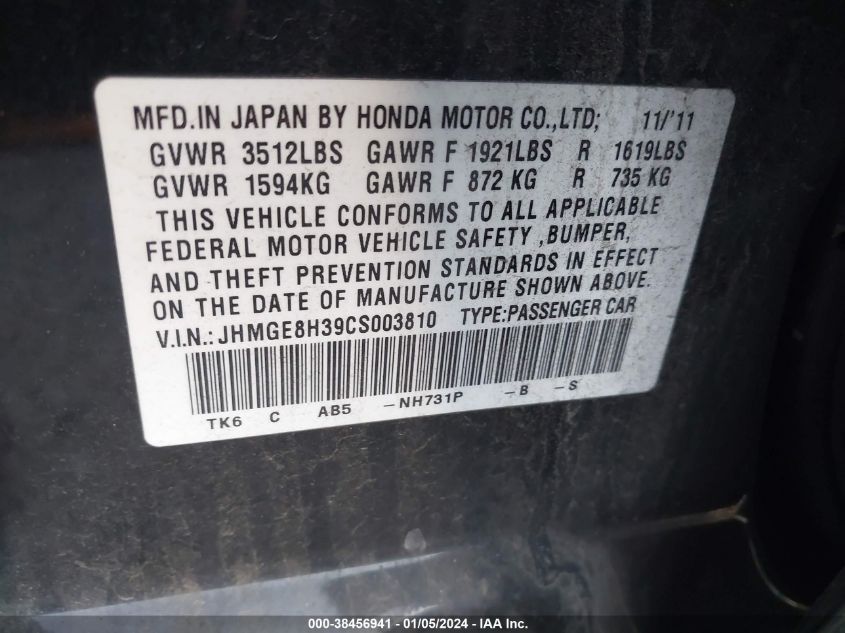 MFD.IN JAPAN BY HONDA MOTOR CO.,LTD; 11/'11
GVWR 3512LBS GAWR F 1921LBS R 1619LBS
GVWR 1594KG GAWR F 872 KG R 735 KG
THIS VEHICLE CONFORMS TO ALL APPLICABLE
FEDERAL MOTOR VEHICLE SAFETY ,BUMPER,
AND THEFT PREVENTION STANDARDS IN EFFECT
ON THE DATE OF MANUFACTURE SHOWN ABOVE.
V.I.N.: JHMGE8H39CS003810 TYPE:PASSENGER CAR
TK6 C AB5 -NH731P -B -S
000-38456941 - 01/05/2024 - IAA Inc.